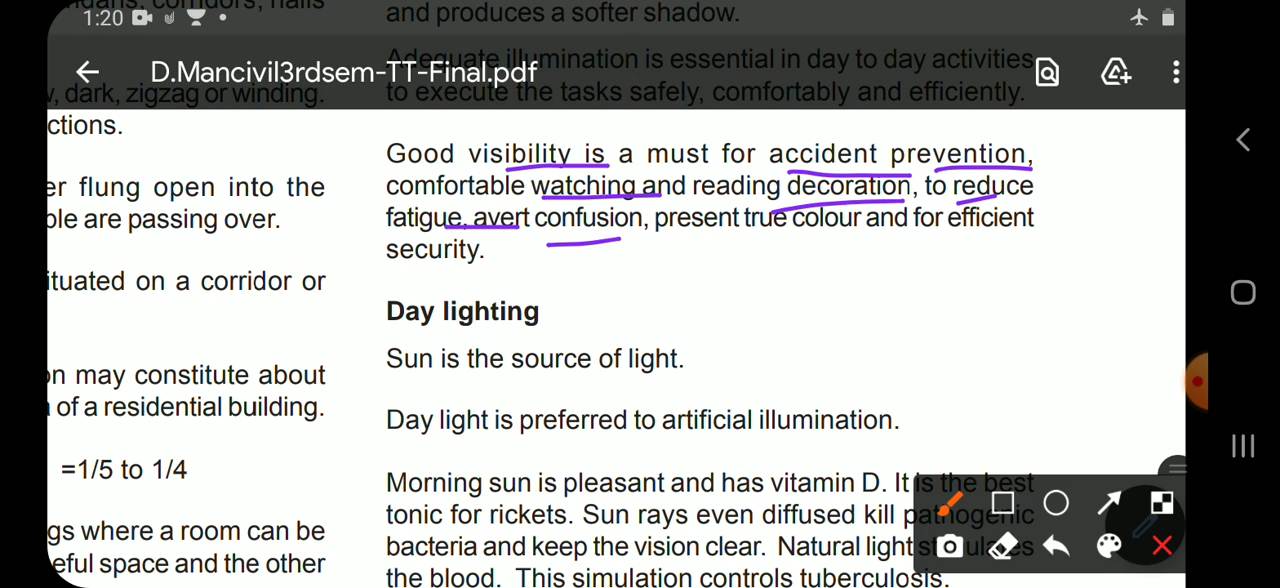 1:20
D.Mancivil3rdsem-TT-Final.pdf
and produces a softer shadow.
Adequate illumination is essential in day to day activities
to execute the tasks safely, comfortably and efficiently.
Good visibility is a must for accident prevention,
comfortable watching and reading decoration, to reduce
fatigue, avert confusion, present true colour and for efficient
security.
Day lighting
Sun is the source of light.
Day light is preferred to artificial illumination.
Morning sun is pleasant and has vitamin D. It is the best
tonic for rickets. Sun rays even diffused kill pathogenic
bacteria and keep the vision clear. Natural light stimulates
the blood. This simulation controls tuberculosis.
corridors, halls
, dark, zigzag or winding.
ctions.
er flung open into the
ple are passing over.
ituated on a corridor or
on may constitute about
of a residential building.
=1/5 to 1/4
gs where a room can be
eful space and the other